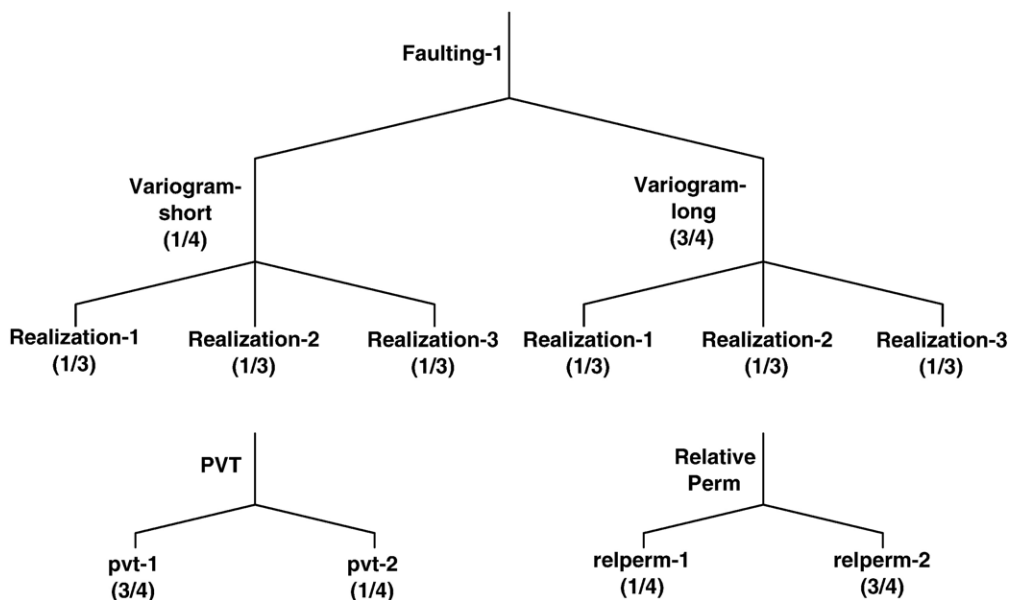 Faulting-1
Variogram-
short
(1/4)
Variogram-
long
(3/4)
Realization-1
(1/3)
Realization-2
(1/3)
Realization-3
(1/3)
Realization-1
(1/3)
Realization-2
(1/3)
Realization-3
(1/3)
PVT
pvt-1
(3/4)
pvt-2
(1/4)
Relative
Perm
relperm-1
(1/4)
relperm-2
(3/4)